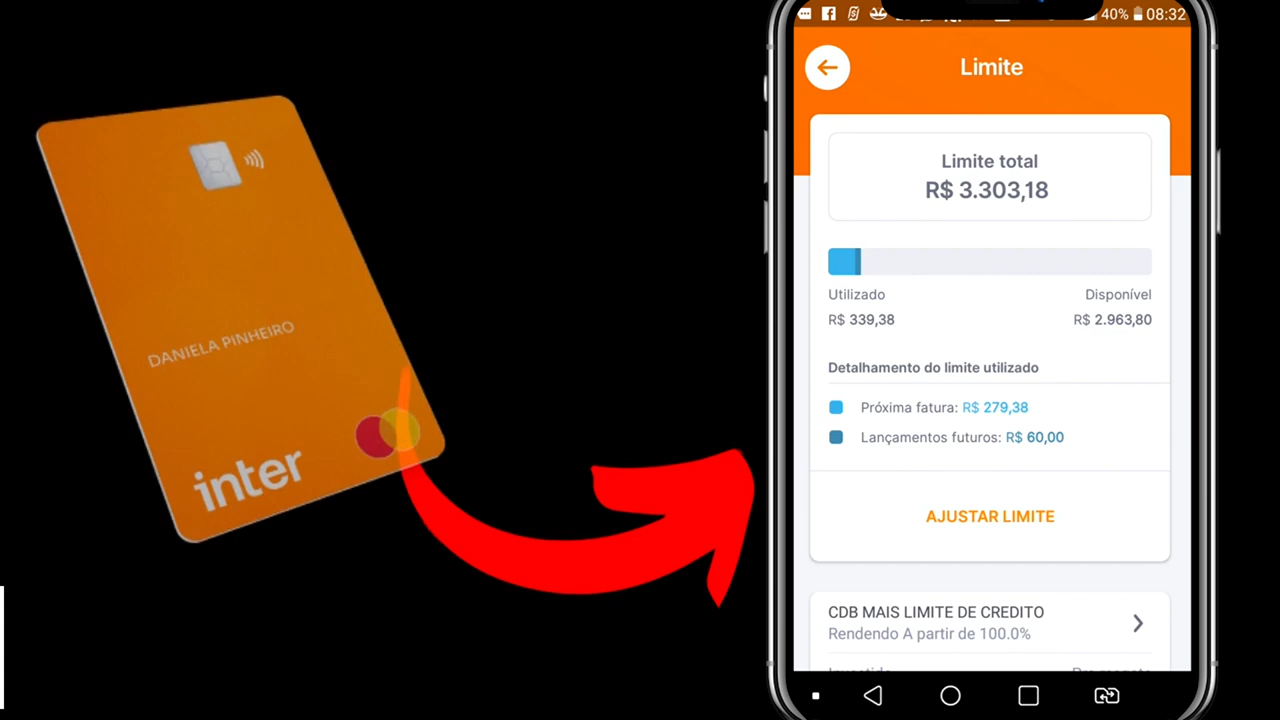 DANIELA PINHEIRO
inter
40% 08:32
Limite
Limite total
R$ 3.303,18
Utilizado
Disponível
R$ 339,38
R$ 2.963,80
Detalhamento do limite utilizado
Próxima fatura: R$ 279,38
Lançamentos futuros: R$ 60,00
AJUSTAR LIMITE
CDB MAIS LIMITE DE CREDITO
Rendendo A partir de 100.0%